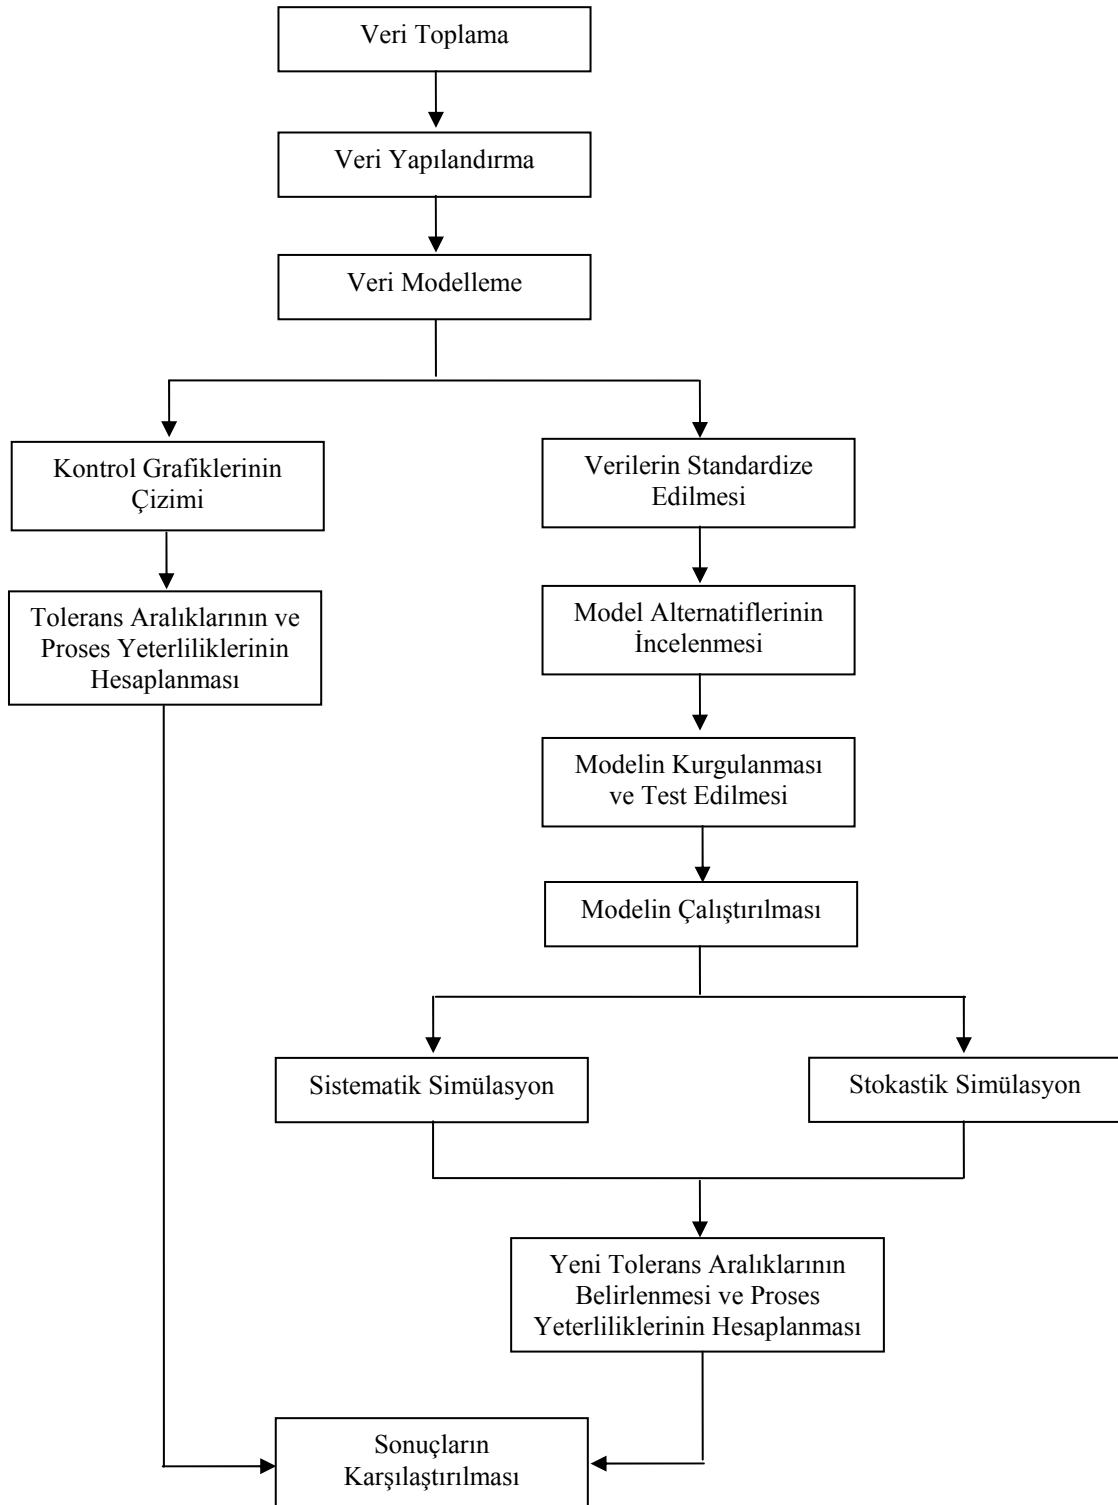 Veri Toplama
Veri Yapılandırma
Veri Modelleme
Kontrol Grafiklerinin
Çizimi
Verilerin Standardize
Edilmesi
Tolerans Aralıklarının ve
Proses Yeterliliklerinin
Hesaplanması
Model Alternatiflerinin
İncelenmesi
Modelin Kurgulanması
ve Test Edilmesi
Modelin Çalıştırılması
Sistematik Simülasyon
Stokastik Simülasyon
Yeni Tolerans Aralıklarının
Belirlenmesi ve Proses
Yeterliliklerinin Hesaplanması
Sonuçların
Karşılaştırılması